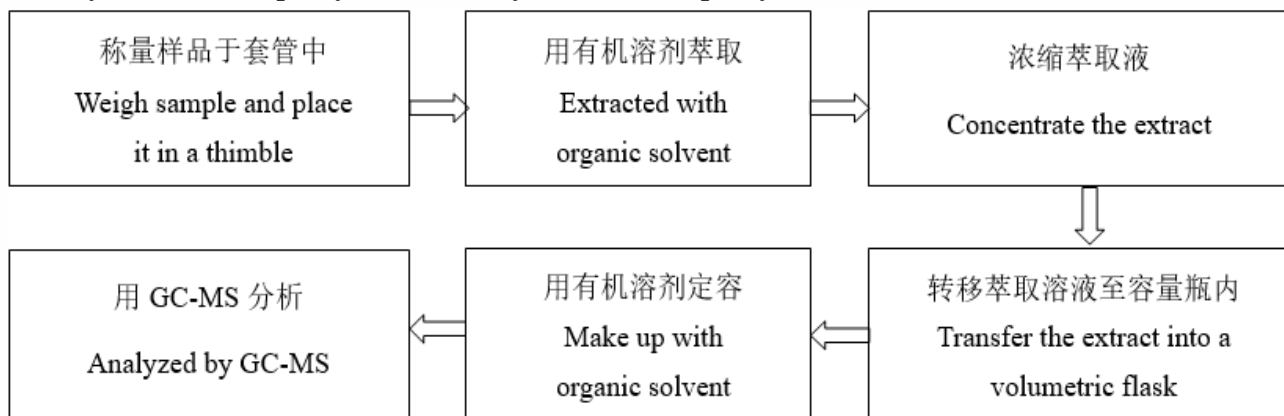 称量样品于套管中
Weigh sample and place
it in a thimble
用有机溶剂萃取
Extracted with
organic solvent
浓缩萃取液
Concentrate the extract
转移萃取溶液至容量瓶内
Transfer the extract into a
volumetric flask
用有机溶剂定容
Make up with
organic solvent
用 GC-MS 分析
Analyzed by GC-MS